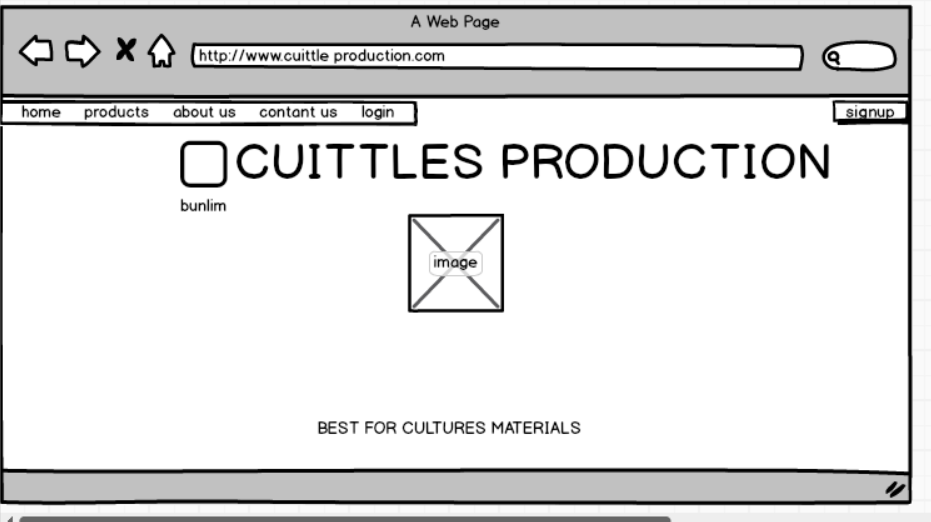 A Web Page
http://www.cuittle production.com
home products about us contant us login signup
CUITTLES PRODUCTION
bunlim
image
BEST FOR CULTURES MATERIALS